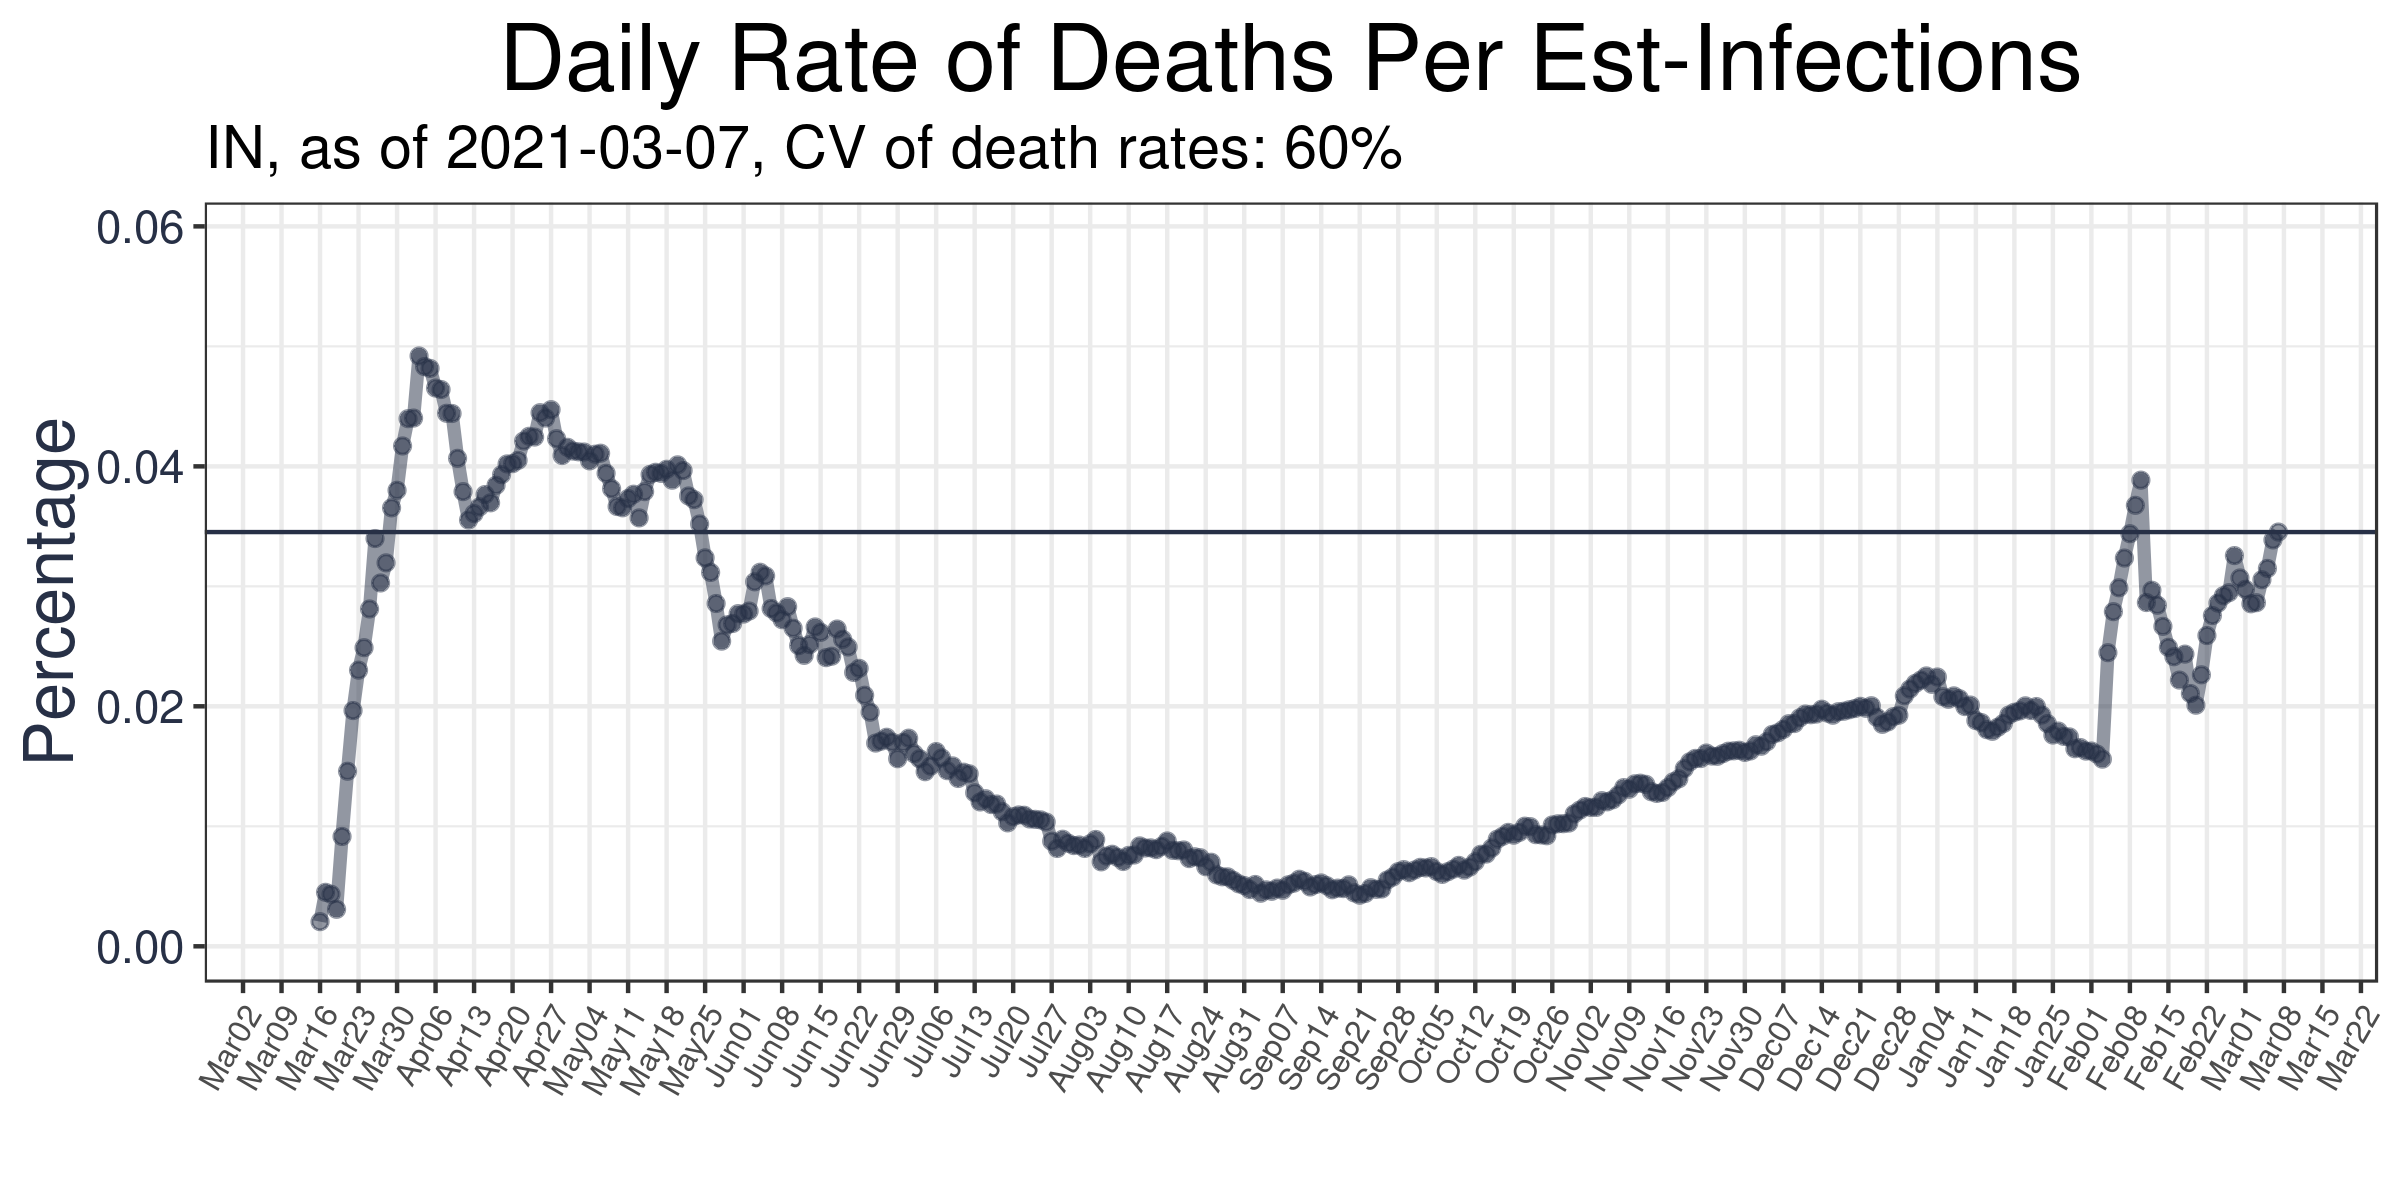 Daily Rate of Deaths Per Est-Infections
IN, as of 2021-03-07, CV of death rates: 60%
Percentage
0.06
0.04
0.02
0.00
Mar02
Mar09
Mar16
Mar23
Mar30
Apr06
Apr13
Apr20
Apr27
May04
May11
May18
May25
Jun01
Jun08
Jun15
Jun22
Jun29
Jul06
Jul13
Jul20
Jul27
Aug03
Aug10
Aug17
Aug24
Aug31
Sep07
Sep14
Sep21
Sep28
Oct05
Oct12
Oct19
Oct26
Nov02
Nov09
Nov16
Nov23
Nov30
Dec07
Dec14
Dec21
Dec28
Jan04
Jan11
Jan18
Jan25
Feb01
Feb08
Feb15
Feb22
Mar01
Mar08
Mar15
Mar22